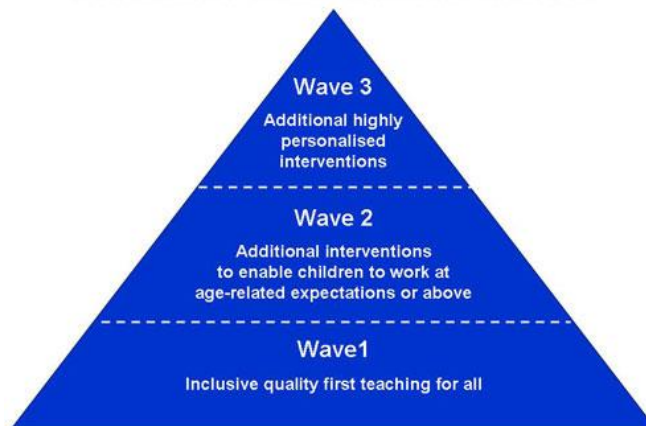 Wave 3
Additional highly
personalised
interventions
Wave 2
Additional interventions
to enable children to work at
age-related expectations or above
Wave1
Inclusive quality first teaching for all